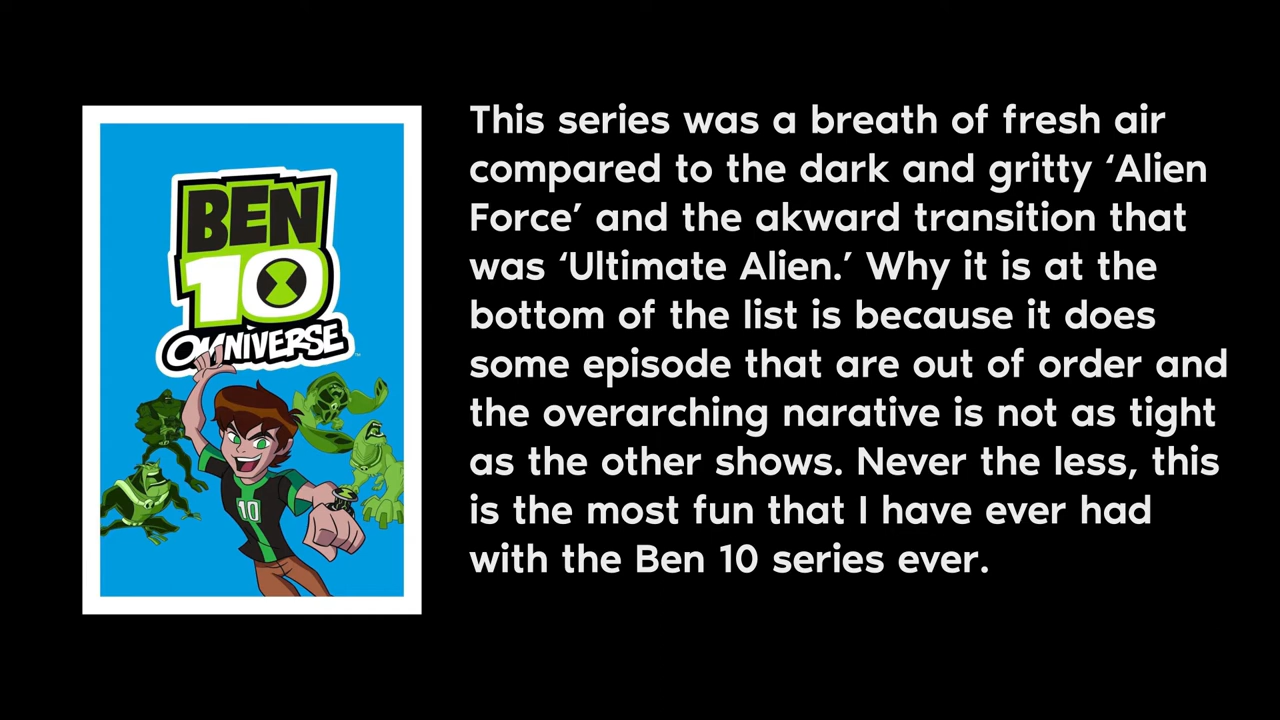 BEN
10
OMNIVERSE
™
10
This series was a breath of fresh air
compared to the dark and gritty ‘Alien
Force’ and the akward transition that
was ‘Ultimate Alien.’ Why it is at the
bottom of the list is because it does
some episode that are out of order and
the overarching narative is not as tight
as the other shows. Never the less, this
is the most fun that I have ever had
with the Ben 10 series ever.